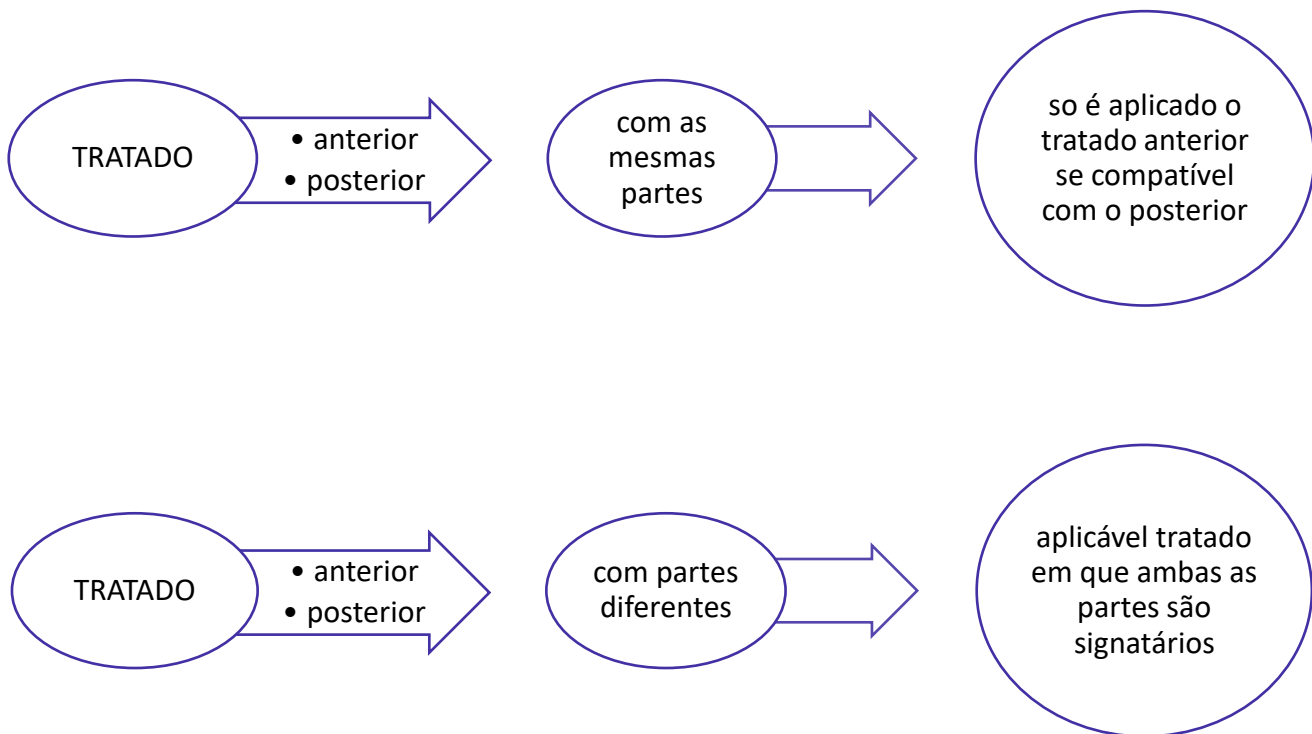 TRATADO
• anterior
• posterior
com as
mesmas
partes
so é aplicado o
tratado anterior
se compatível
com o posterior
TRATADO
• anterior
• posterior
com partes
diferentes
aplicável tratado
em que ambas as
partes são
signatários